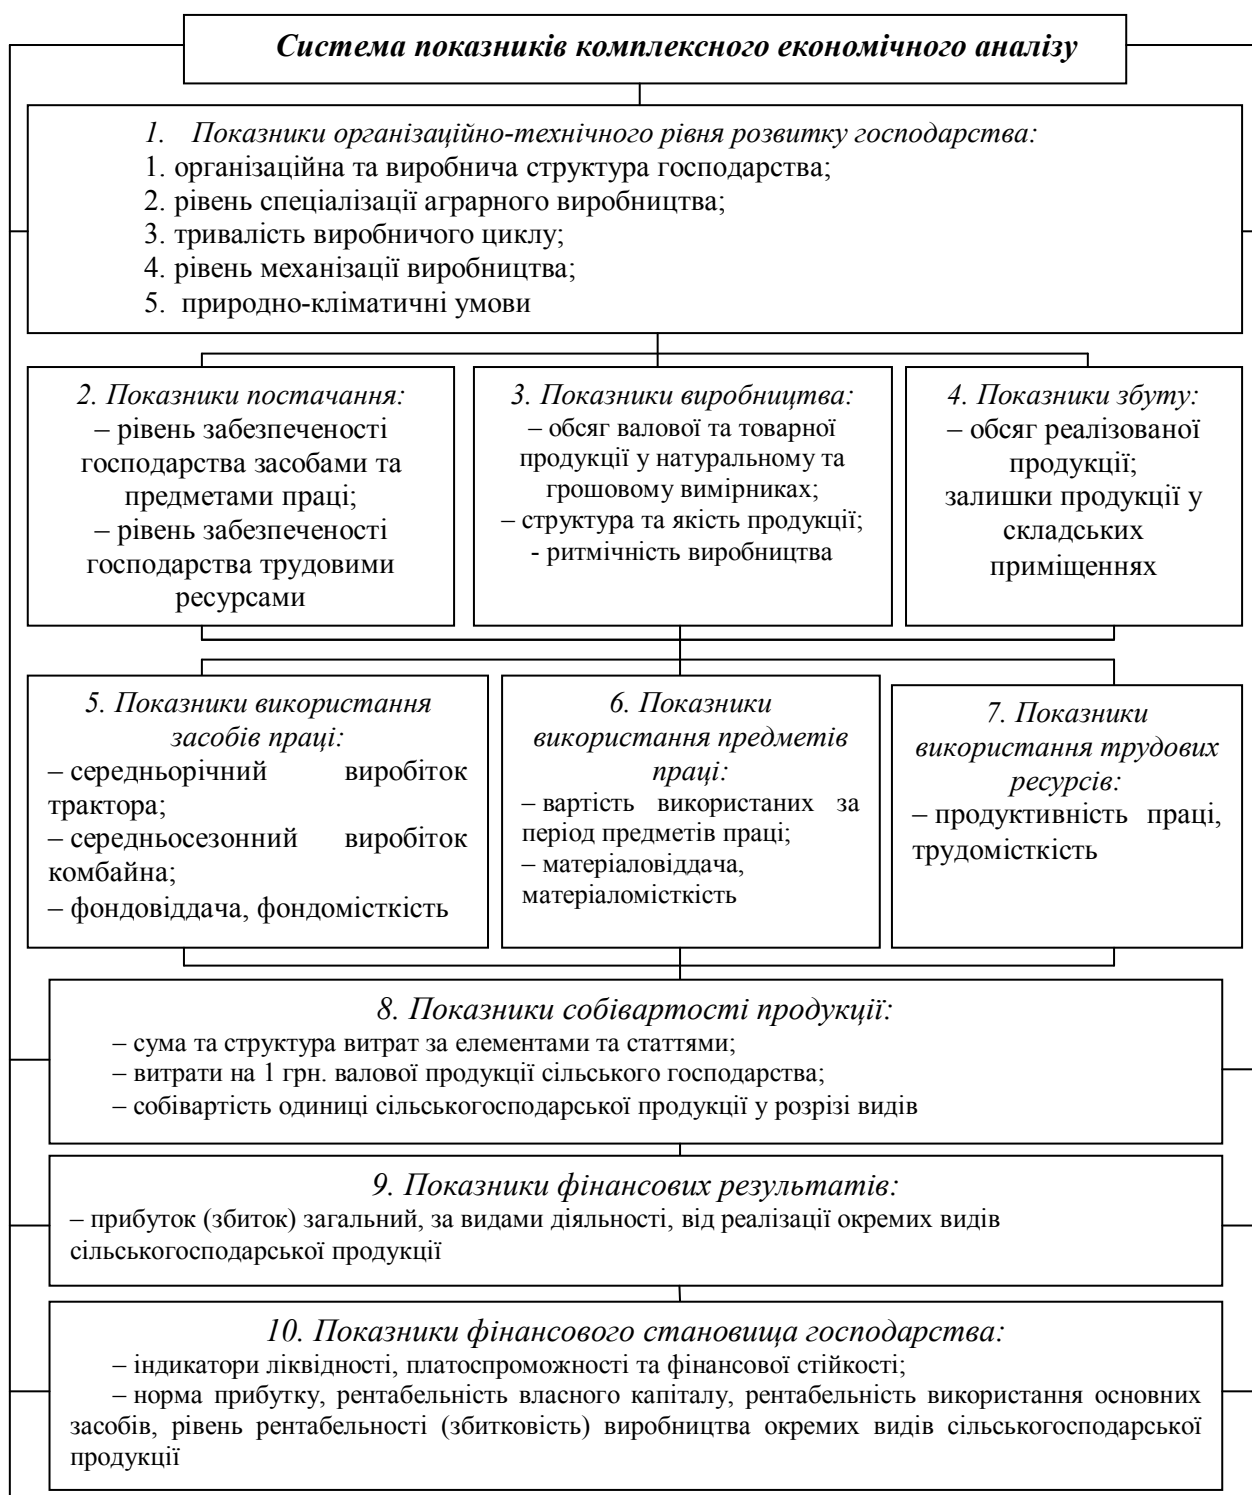 Система показників комплексного економічного аналізу
1. Показники організаційно-технічного рівня розвитку господарства:
1. організаційна та виробнича структура господарства;
2. рівень спеціалізації аграрного виробництва;
3. тривалість виробничого циклу;
4. рівень механізації виробництва;
5. природно-кліматичні умови
2. Показники постачання:
– рівень забезпеченості
господарства засобами та
предметами праці;
– рівень забезпеченості
господарства трудовими
ресурсами
3. Показники виробництва:
– обсяг валової та товарної
продукції у натуральному та
грошовому вимірниках;
– структура та якість продукції;
- ритмічність виробництва
4. Показники збуту:
– обсяг реалізованої
продукції;
залишки продукції у
складських
приміщеннях
5. Показники використання
засобів праці:
– середньорічний виробіток
трактора;
– середньосезонний виробіток
комбайна;
– фондовіддача, фондомісткість
6. Показники
використання предметів
праці:
– вартість використаних за
період предметів праці;
– матеріаловіддача,
матеріаломісткість
7. Показники
використання трудових
ресурсів:
– продуктивність праці,
трудомісткість
8. Показники собівартості продукції:
– сума та структура витрат за елементами та статтями;
– витрати на 1 грн. валової продукції сільського господарства;
– собівартість одиниці сільськогосподарської продукції у розрізі видів
9. Показники фінансових результатів:
– прибуток (збиток) загальний, за видами діяльності, від реалізації окремих видів
сільськогосподарської продукції
10. Показники фінансового становища господарства:
– індикатори ліквідності, платоспроможності та фінансової стійкості;
– норма прибутку, рентабельність власного капіталу, рентабельність використання основних
засобів, рівень рентабельності (збитковість) виробництва окремих видів сільськогосподарської
продукції